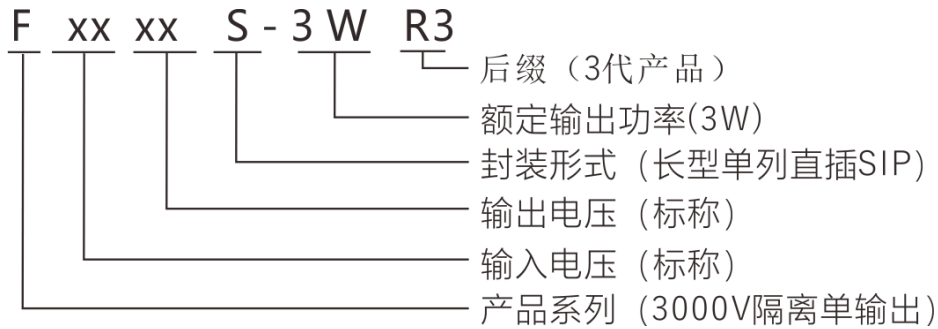 F xx xx S-3W R3
后缀（3代产品）
额定输出功率(3W)
封装形式（长型单列直插SIP)
输出电压（标称）
输入电压（标称）
产品系列（3000V隔离单输出）